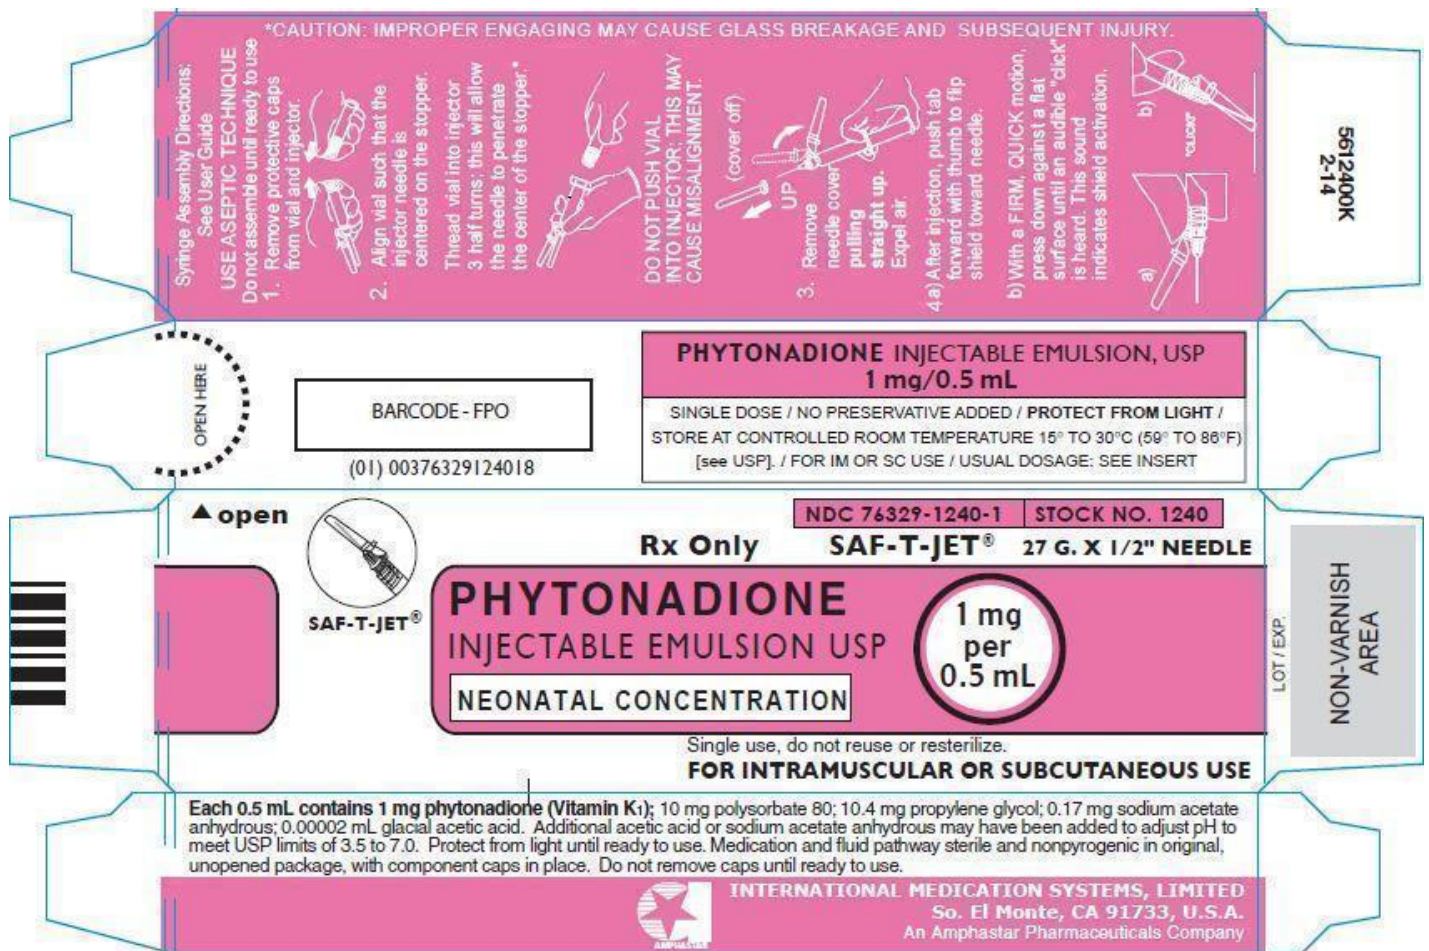 *CAUTION: IMPROPER ENGAGING MAY CAUSE GLASS BREAKAGE AND SUBSEQUENT INJURY.
Syringe Assembly Directions:
See User Guide
USE ASEPTIC TECHNIQUE
Do not assemble until ready to use
1. Remove protective caps
from vial and injector.
2. Align vial such that the
injector needle is
centered on the stopper.
Thread vial into injector
3 half turns; this will allow
the needle to penetrate
the center of the stopper.*
DO NOT PUSH VIAL
INTO INJECTOR; THIS MAY
CAUSE MISALIGNMENT.
(cover off)
UP
3. Remove
needle cover
pulling
straight up.
Expel air.
4a) After injection, push tab
forward with thumb to flip
shield toward needle.
b) With a FIRM, QUICK motion,
press down against a flat
surface until an audible "click"
is heard. This sound
indicates shield activation.
a)
b)
"CLICK!"
5612400K
2-14
OPEN HERE
BARCODE - FPO
(01) 00376329124018
PHYTONADIONE INJECTABLE EMULSION, USP
1 mg/0.5 mL
SINGLE DOSE / NO PRESERVATIVE ADDED / PROTECT FROM LIGHT /
STORE AT CONTROLLED ROOM TEMPERATURE 15° TO 30°C (59° TO 86°F)
[see USP]. / FOR IM OR SC USE / USUAL DOSAGE: SEE INSERT
▲ open
SAF-T-JET®
NDC 76329-1240-1 STOCK NO. 1240
Rx Only SAF-T-JET® 27 G. X 1/2" NEEDLE
PHYTONADIONE
INJECTABLE EMULSION USP
NEONATAL CONCENTRATION
1 mg
per
0.5 mL
LOT / EXP.
NON-VARNISH
AREA
Single use, do not reuse or resterilize.
FOR INTRAMUSCULAR OR SUBCUTANEOUS USE
Each 0.5 mL contains 1 mg phytonadione (Vitamin K1); 10 mg polysorbate 80; 10.4 mg propylene glycol; 0.17 mg sodium acetate
anhydrous; 0.00002 mL glacial acetic acid. Additional acetic acid or sodium acetate anhydrous may have been added to adjust pH to
meet USP limits of 3.5 to 7.0. Protect from light until ready to use. Medication and fluid pathway sterile and nonpyrogenic in original,
unopened package, with component caps in place. Do not remove caps until ready to use.
AMPHASTAR
INTERNATIONAL MEDICATION SYSTEMS, LIMITED
So. El Monte, CA 91733, U.S.A.
An Amphastar Pharmaceuticals Company